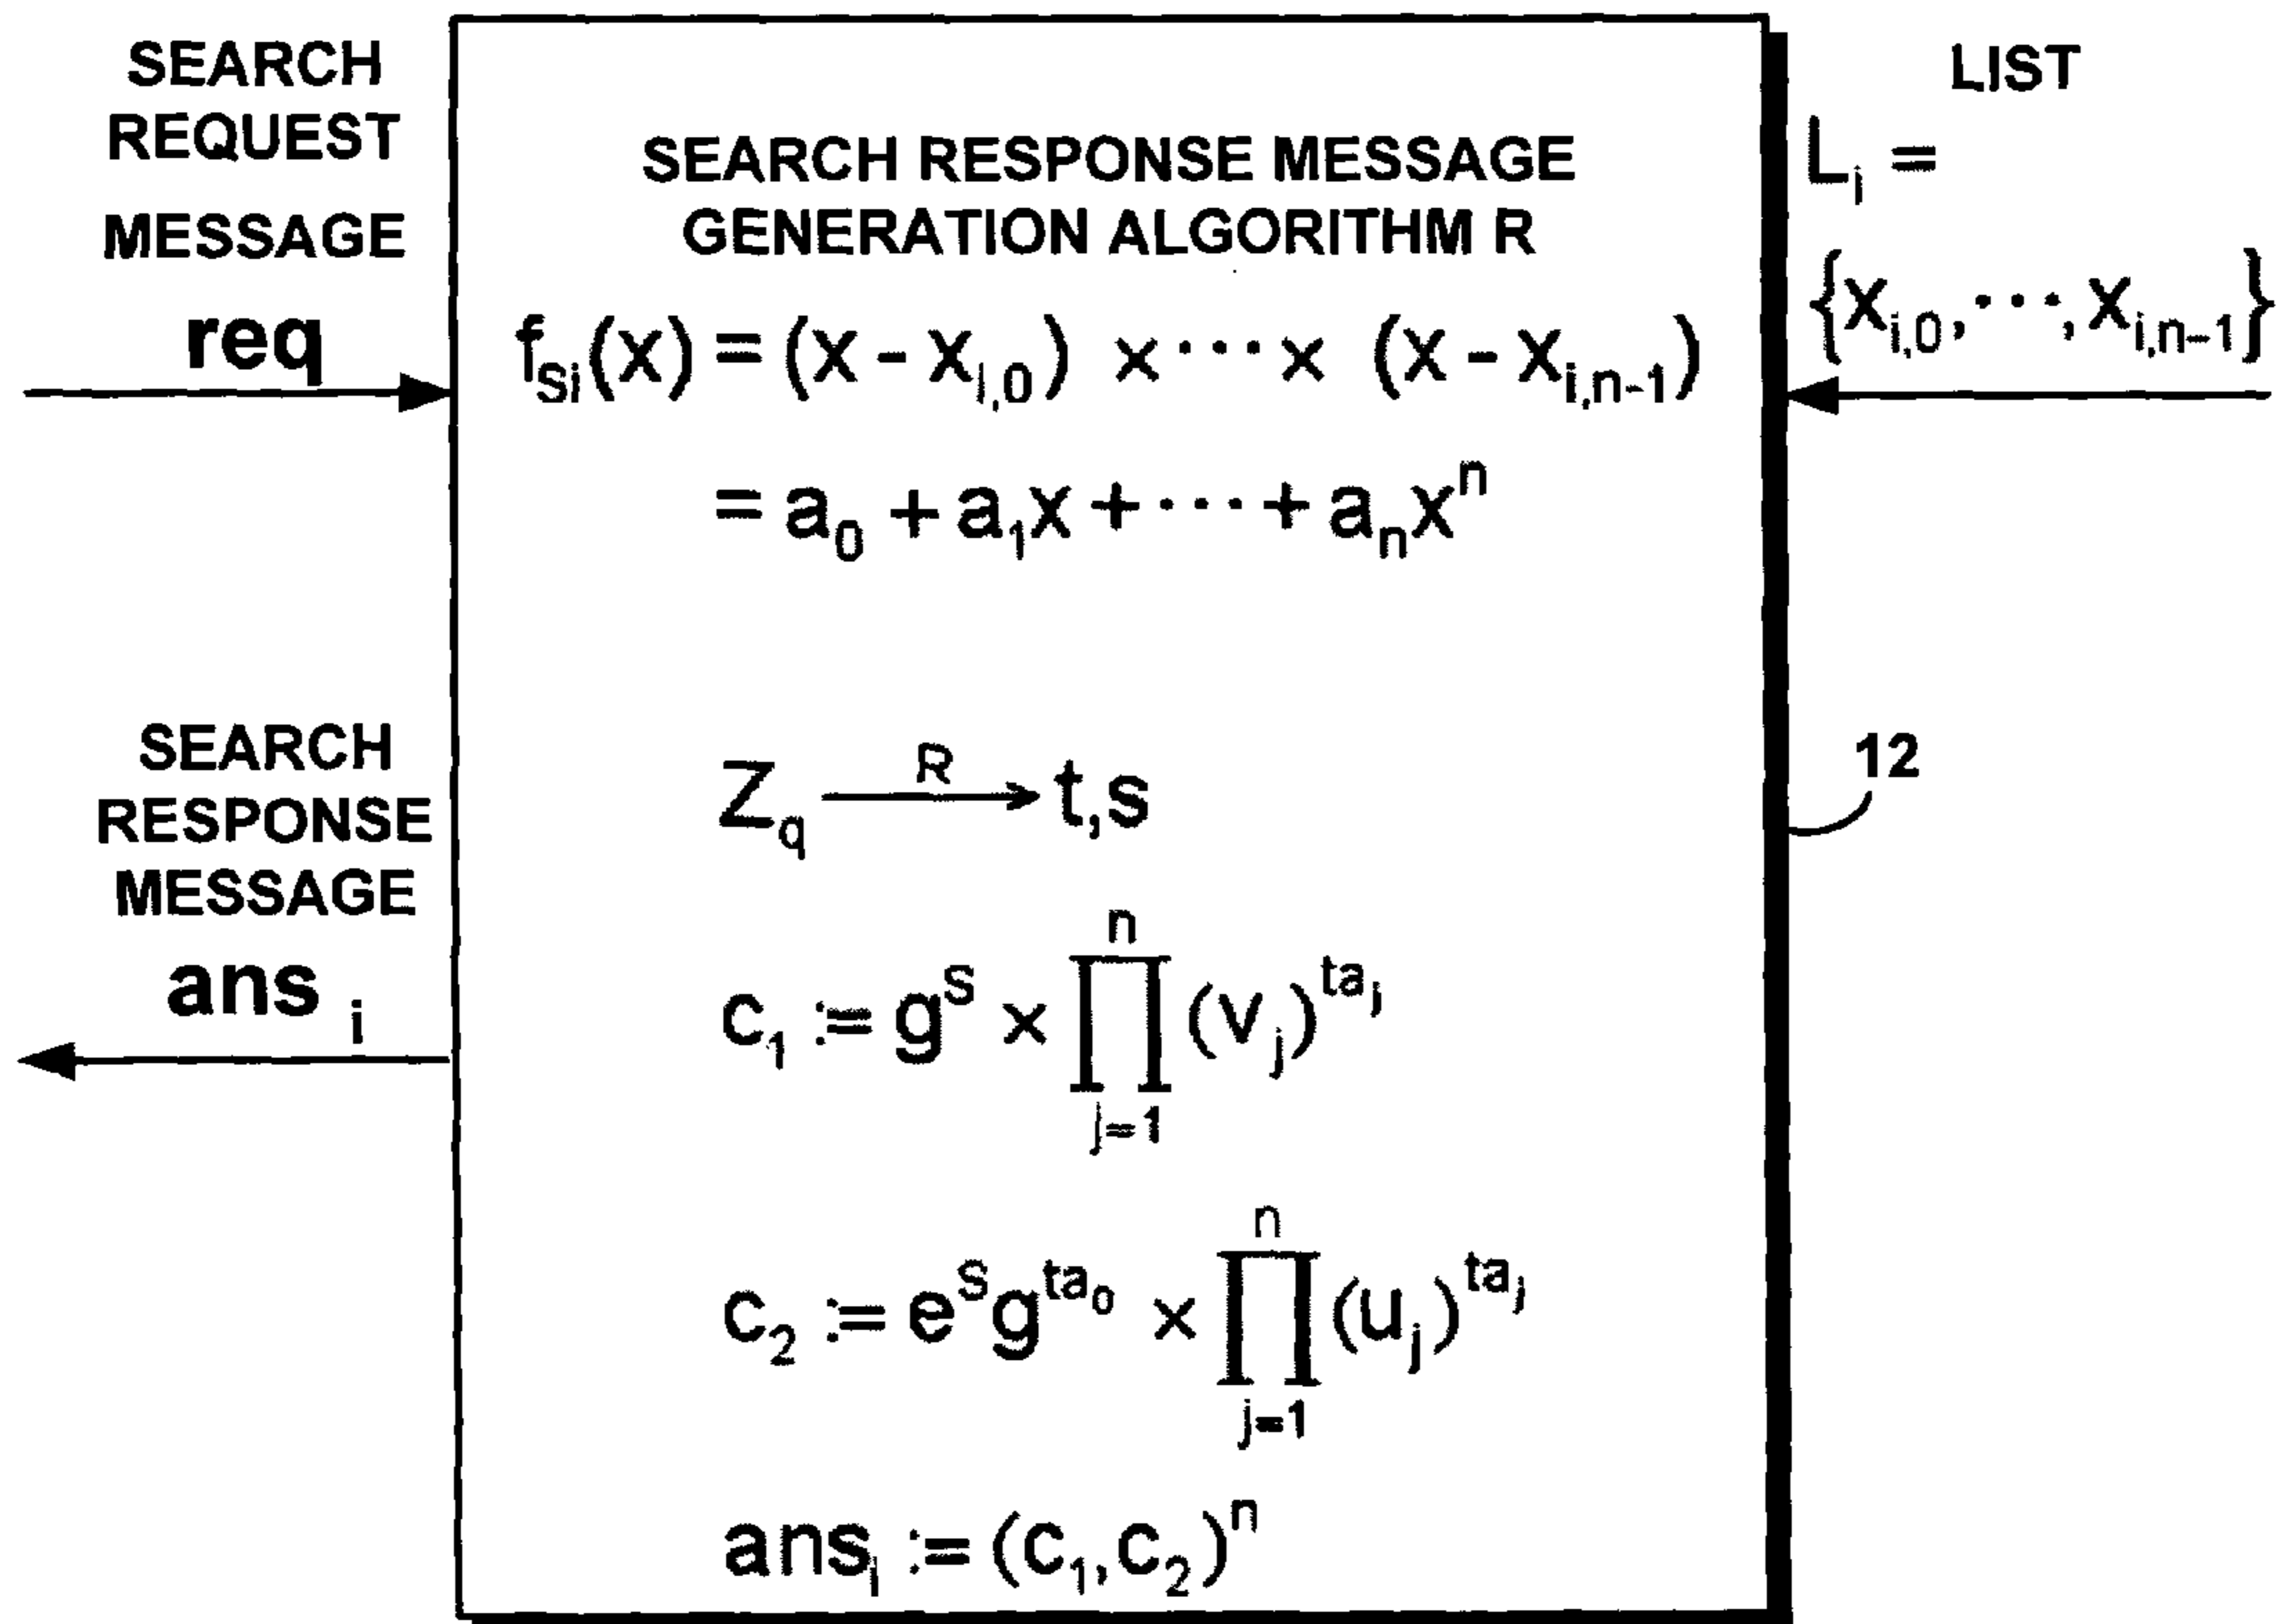 SEARCH
REQUEST
MESSAGE
req
SEARCH RESPONSE MESSAGE
GENERATION ALGORITHM R
f_{Si}(x) = (x - x_{i,0}) × ··· × (x - x_{i,n-1})
= a_0 + a_1x + ··· + a_nx^n
Z_q —R→ t,s
c_1 := g^s × ∏_{j=1}^{n} (v_j)^{ta_j}
c_2 := e^s g^{ta_0} × ∏_{j=1}^{n} (u_j)^{ta_j}
ans_i := (c_1, c_2)^n
LIST
L_i =
{x_{i,0}, ···, x_{i,n-1}}
12
SEARCH
RESPONSE
MESSAGE
ans_i